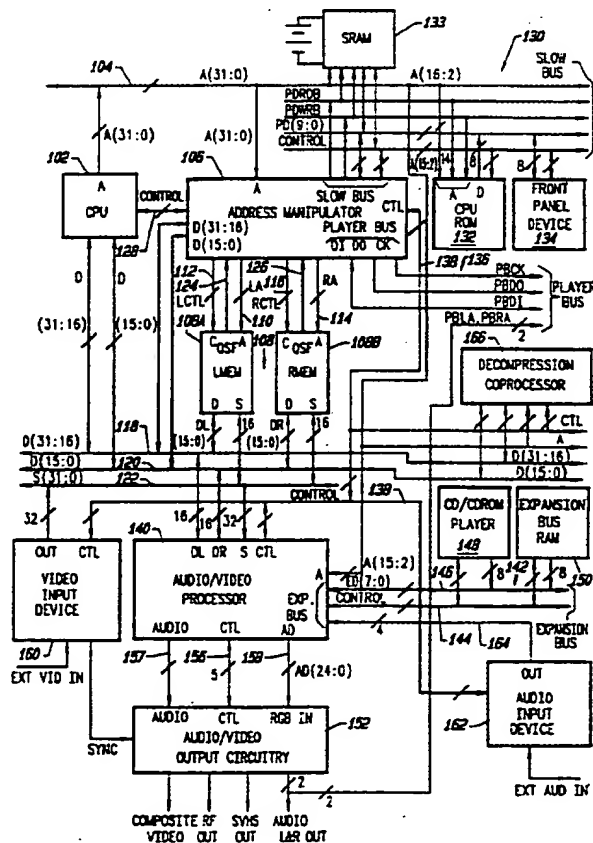 133
SRAM
130
SLOW BUS
104
A(31:0)
A(16:2)
PDRDB
PDWRB
PD(9:0)
CONTROL
A(31:0)
A(31:0)
A(15:2)
14
8
8
102
A
CPU
CONTROL
128
106
A
SLOW BUS
ADDRESS MANIPULATOR
CTL
D(31:16)
PLAYER BUS
D(15:0)
DI DO CK
A D
CPU ROM
132
FRONT PANEL DEVICE
134
138
136
PBCK
PBDO
PBDI
PBLA, PBRA
2
PLAYER BUS
112
124
LCTL
LA
110
126
116
RCTL
RA
114
D
D
(31:16)
(15:0)
108A
C QSF A
LMEM
D S
108
C QSF A
RMEM
D S
108B
166
DECOMPRESSION COPROCESSOR
CTL
A
D(31:16)
D(15:0)
DL
(15:0)
16
DR
(15:0)
16
D(31:16)
118
D(15:0)
120
S(31:0)
122
CONTROL
138
32
16
16
32
140
DL DR S CTL
AUDIO/VIDEO PROCESSOR
A
EXP. BUS
AUDIO
CTL
AD
A(15:2)
ED(7:0)
CONTROL
4
CD/CDROM PLAYER
148
EXPANSION BUS RAM
150
146
8
142
8
144
164
EXPANSION BUS
OUT CTL
VIDEO INPUT DEVICE
160
EXT VID IN
SYNC
157
156
5
158
AD(24:0)
AUDIO CTL RGB IN
AUDIO/VIDEO OUTPUT CIRCUITRY
152
OUT
AUDIO INPUT DEVICE
162
EXT AUD IN
2
2
COMPOSITE VIDEO
RF OUT
SVHS OUT
AUDIO L&R OUT